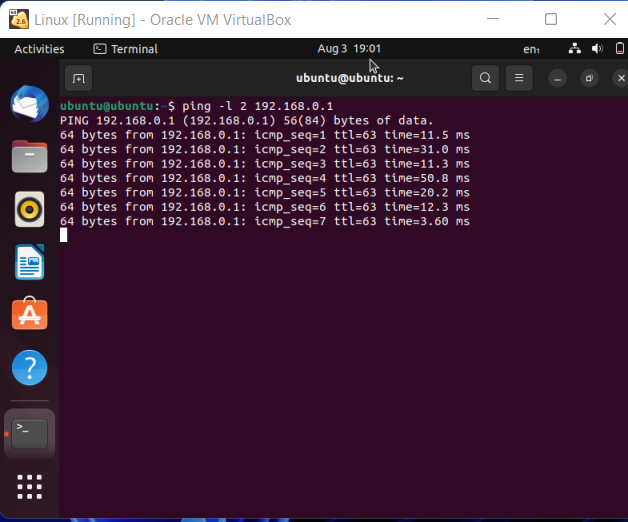 Linux [Running] - Oracle VM VirtualBox
Activities Terminal Aug 3 19:01 en₁
ubuntu@ubuntu: ~
ubuntu@ubuntu:~$ ping -l 2 192.168.0.1
PING 192.168.0.1 (192.168.0.1) 56(84) bytes of data.
64 bytes from 192.168.0.1: icmp_seq=1 ttl=63 time=11.5 ms
64 bytes from 192.168.0.1: icmp_seq=2 ttl=63 time=31.0 ms
64 bytes from 192.168.0.1: icmp_seq=3 ttl=63 time=11.3 ms
64 bytes from 192.168.0.1: icmp_seq=4 ttl=63 time=50.8 ms
64 bytes from 192.168.0.1: icmp_seq=5 ttl=63 time=20.2 ms
64 bytes from 192.168.0.1: icmp_seq=6 ttl=63 time=12.3 ms
64 bytes from 192.168.0.1: icmp_seq=7 ttl=63 time=3.60 ms